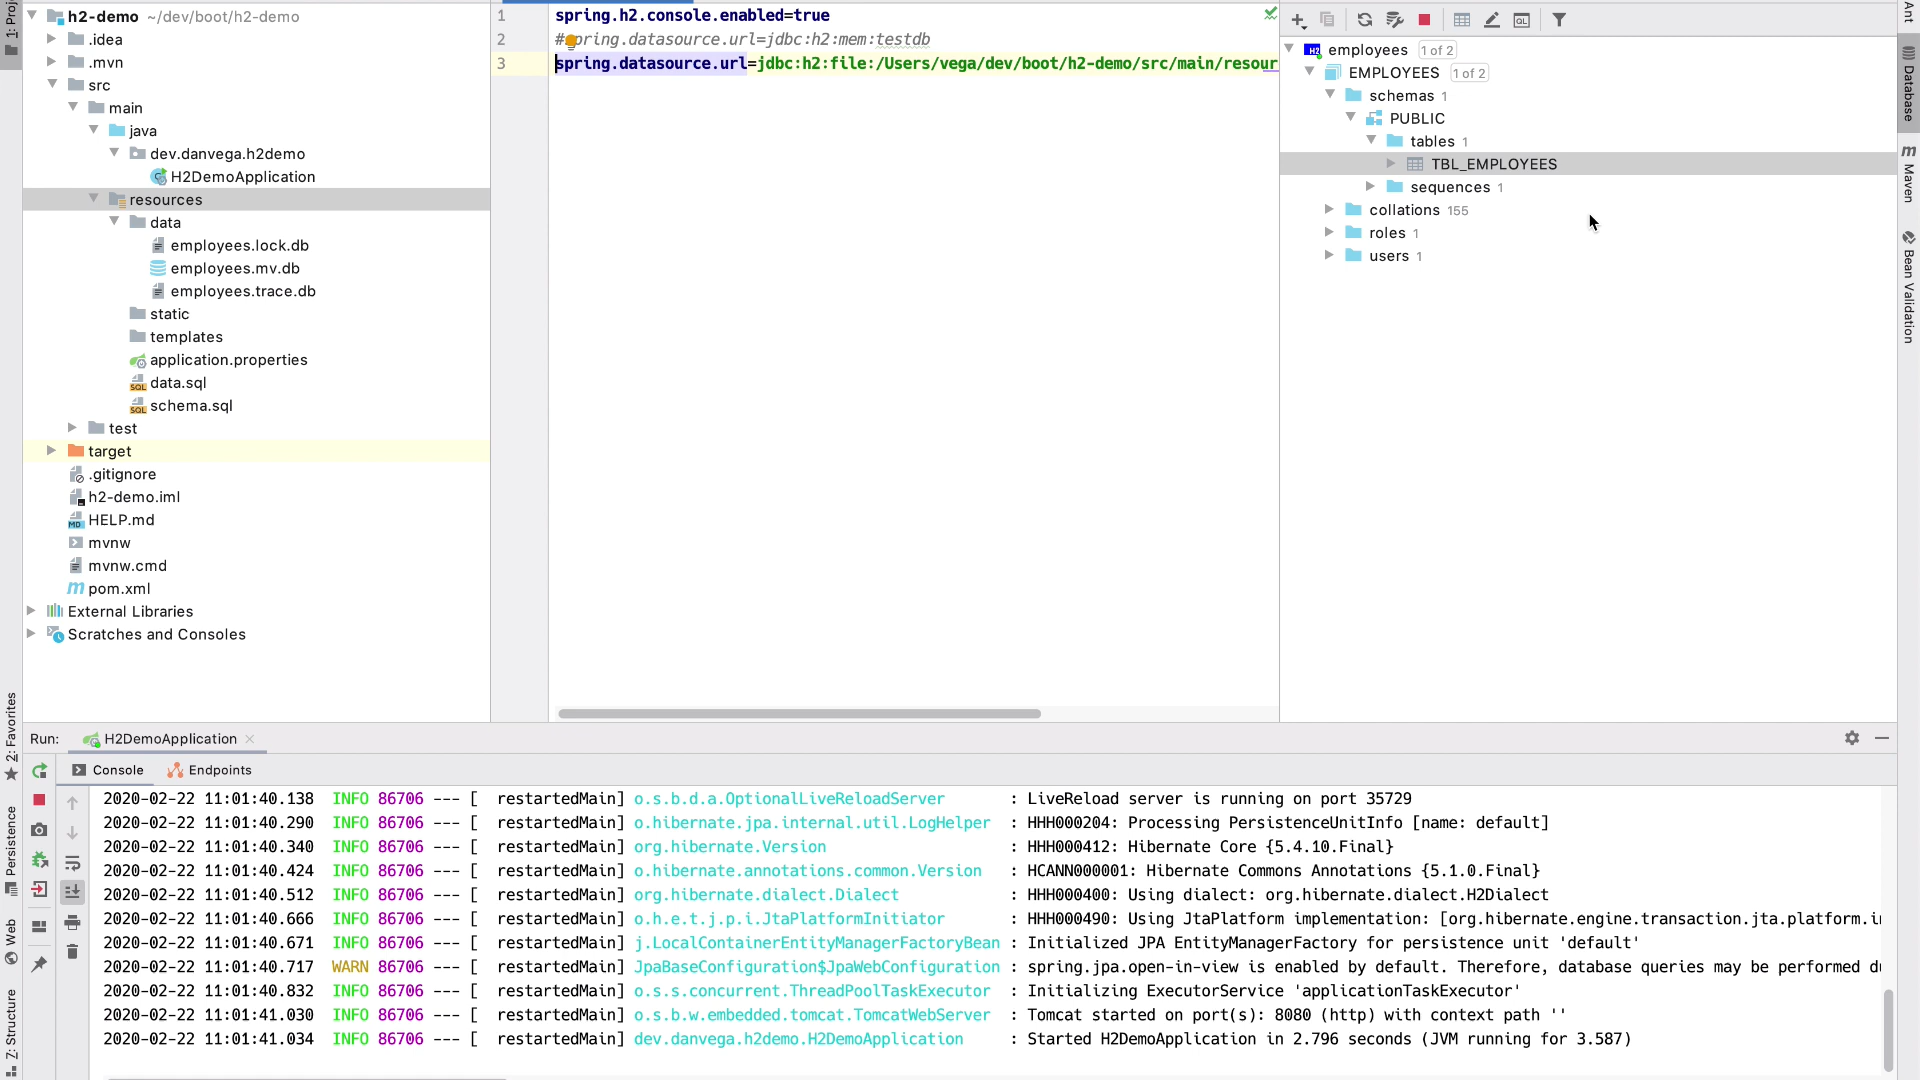 1: Proj
h2-demo ~/dev/boot/h2-demo
.idea
.mvn
src
main
java
dev.danvega.h2demo
H2DemoApplication
resources
data
employees.lock.db
employees.mv.db
employees.trace.db
static
templates
application.properties
data.sql
schema.sql
test
target
.gitignore
h2-demo.iml
HELP.md
mvnw
mvnw.cmd
pom.xml
External Libraries
Scratches and Consoles
1 spring.h2.console.enabled=true
2 #spring.datasource.url=jdbc:h2:mem:testdb
3 spring.datasource.url=jdbc:h2:file:/Users/vega/dev/boot/h2-demo/src/main/resour
employees 1 of 2
EMPLOYEES 1 of 2
schemas 1
PUBLIC
tables 1
TBL_EMPLOYEES
sequences 1
collations 155
roles 1
users 1
Ant
Database
Maven
Bean Validation
2: Favorites
Persistence
Web
Z: Structure
Run: H2DemoApplication
Console Endpoints
2020-02-22 11:01:40.138 INFO 86706 --- [ restartedMain] o.s.b.d.a.OptionalLiveReloadServer : LiveReload server is running on port 35729
2020-02-22 11:01:40.290 INFO 86706 --- [ restartedMain] o.hibernate.jpa.internal.util.LogHelper : HHH000204: Processing PersistenceUnitInfo [name: default]
2020-02-22 11:01:40.340 INFO 86706 --- [ restartedMain] org.hibernate.Version : HHH000412: Hibernate Core {5.4.10.Final}
2020-02-22 11:01:40.424 INFO 86706 --- [ restartedMain] o.hibernate.annotations.common.Version : HCANN000001: Hibernate Commons Annotations {5.1.0.Final}
2020-02-22 11:01:40.512 INFO 86706 --- [ restartedMain] org.hibernate.dialect.Dialect : HHH000400: Using dialect: org.hibernate.dialect.H2Dialect
2020-02-22 11:01:40.666 INFO 86706 --- [ restartedMain] o.h.e.t.j.p.i.JtaPlatformInitiator : HHH000490: Using JtaPlatform implementation: [org.hibernate.engine.transaction.jta.platform.in
2020-02-22 11:01:40.671 INFO 86706 --- [ restartedMain] j.LocalContainerEntityManagerFactoryBean : Initialized JPA EntityManagerFactory for persistence unit 'default'
2020-02-22 11:01:40.717 WARN 86706 --- [ restartedMain] JpaBaseConfiguration$JpaWebConfiguration : spring.jpa.open-in-view is enabled by default. Therefore, database queries may be performed du
2020-02-22 11:01:40.832 INFO 86706 --- [ restartedMain] o.s.s.concurrent.ThreadPoolTaskExecutor : Initializing ExecutorService 'applicationTaskExecutor'
2020-02-22 11:01:41.030 INFO 86706 --- [ restartedMain] o.s.b.w.embedded.tomcat.TomcatWebServer : Tomcat started on port(s): 8080 (http) with context path ''
2020-02-22 11:01:41.034 INFO 86706 --- [ restartedMain] dev.danvega.h2demo.H2DemoApplication : Started H2DemoApplication in 2.796 seconds (JVM running for 3.587)